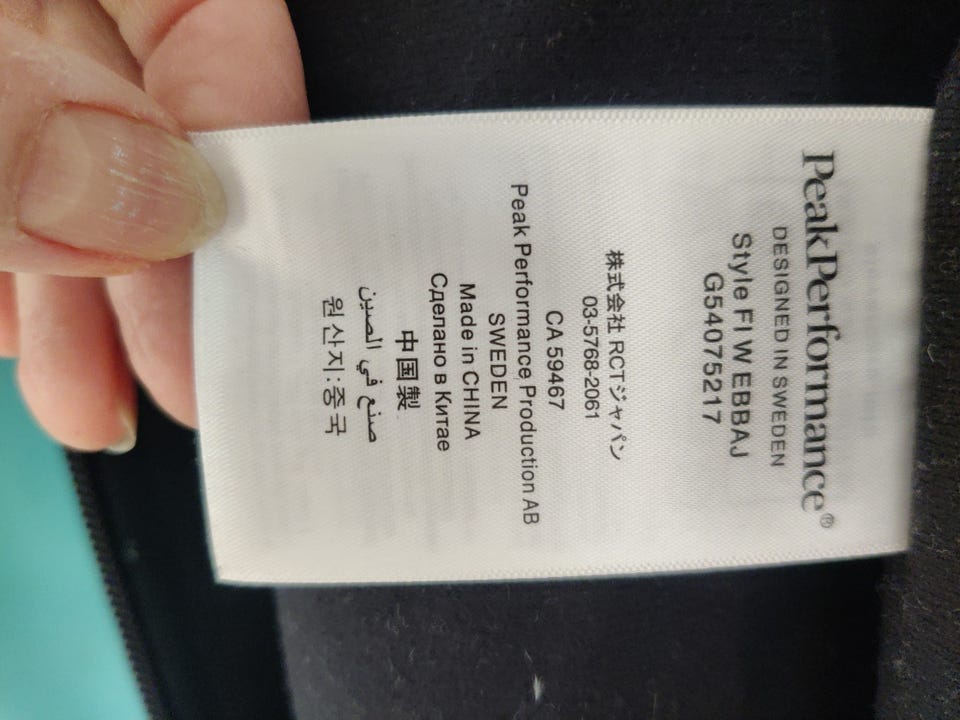 PeakPerformance®
DESIGNED IN SWEDEN
Style FI W EBBAJ
G54075217
株式会社 RCTジャパン
03-5768-2061
CA 59467
Peak Performance Production AB
SWEDEN
Made in CHINA
Сделано в Китае
中国製
صنع في الصين
원산지:중국